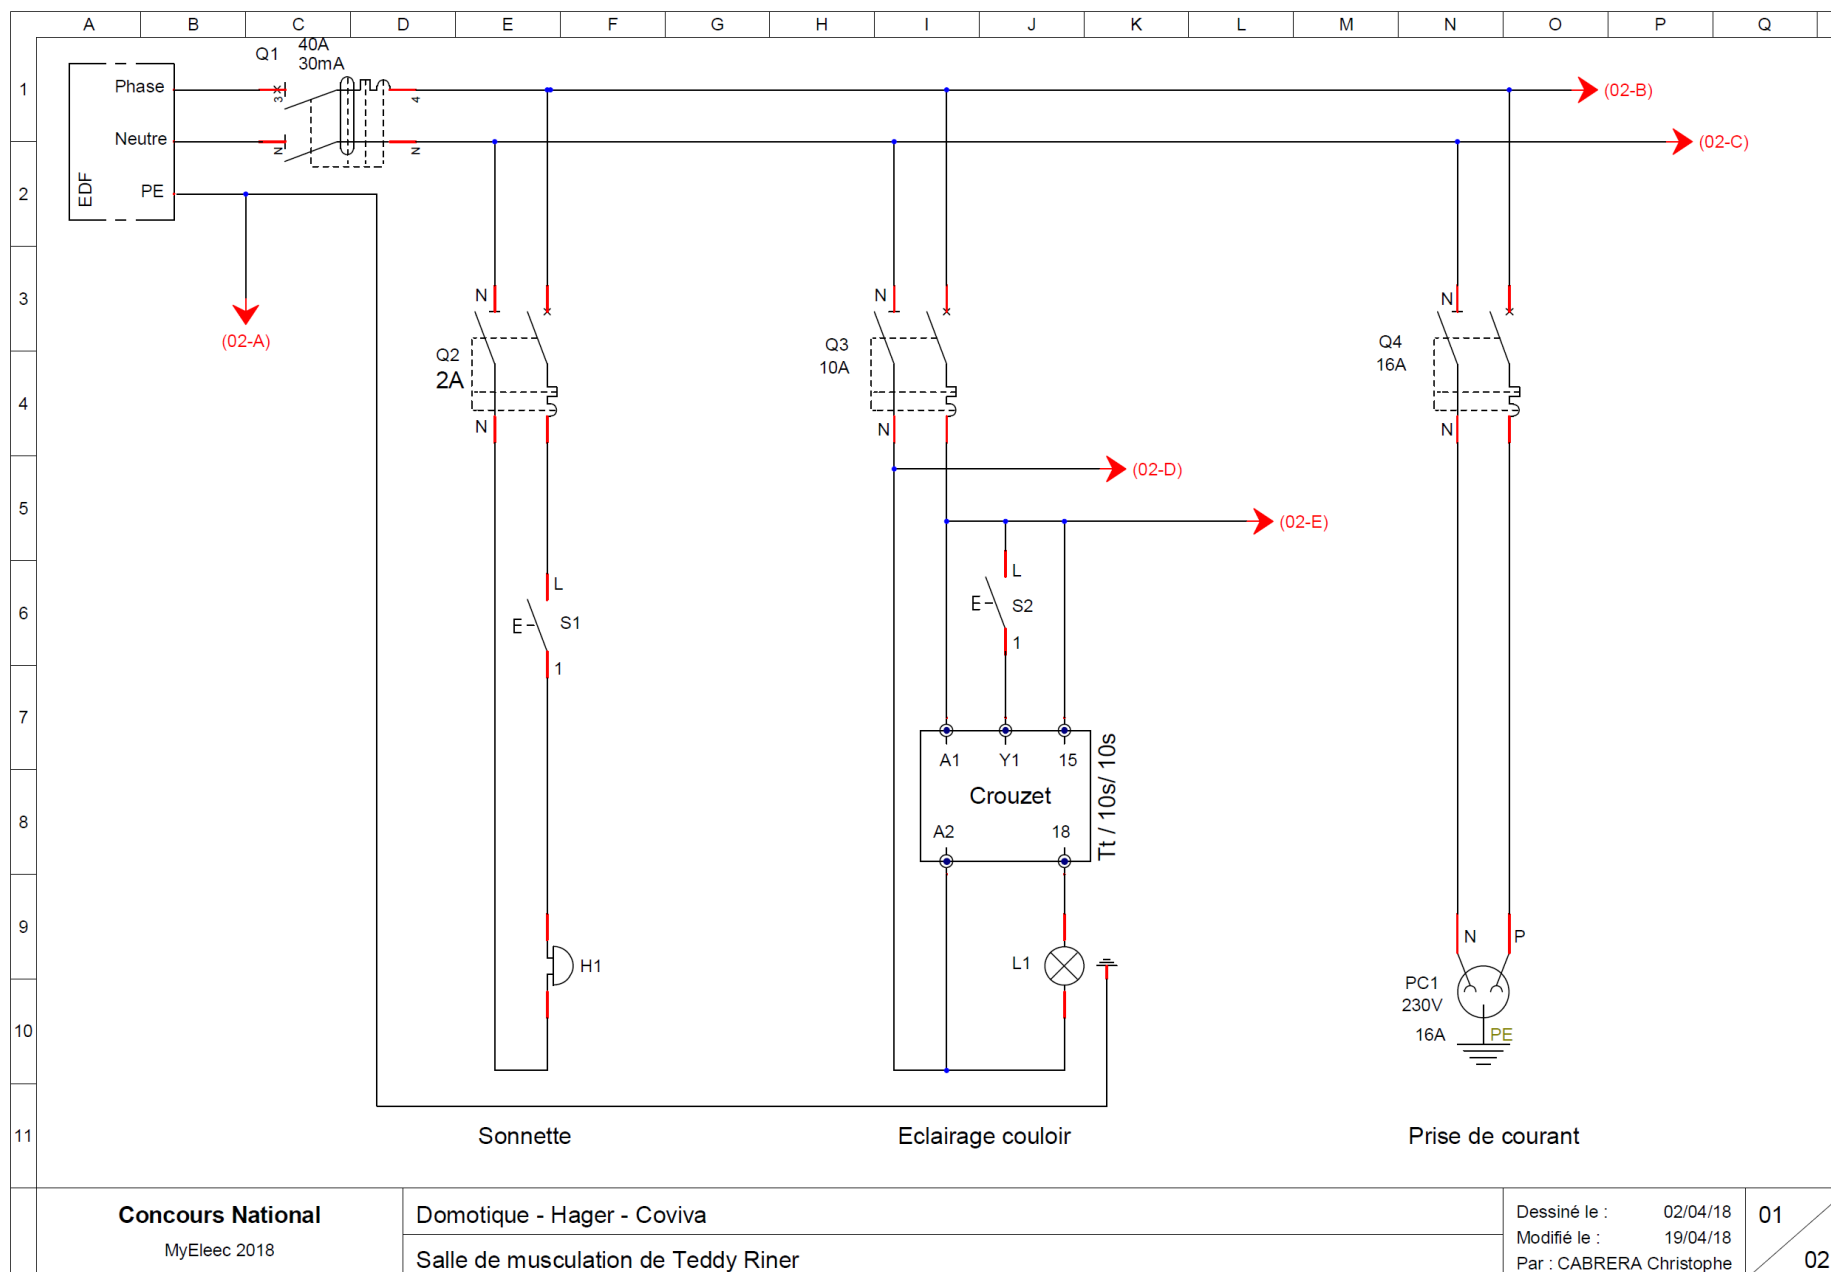 A B C D E F G H I J K L M N O P Q
1
2
3
4
5
6
7
8
9
10
11
Q1
40A
30mA
Phase
Neutre
PE
EDF
3
N
4
N
(02-B)
(02-C)
(02-A)
N
Q2
2A
N
L
E
S1
1
H1
Sonnette
N
Q3
10A
N
(02-D)
(02-E)
L
E
S2
1
A1 Y1 15
Crouzet
A2 18
Tt / 10s/ 10s
L1
Eclairage couloir
N
Q4
16A
N
N P
PC1
230V
16A
PE
Prise de courant
Concours National
MyEleec 2018
Domotique - Hager - Coviva
Salle de musculation de Teddy Riner
Dessiné le : 02/04/18
Modifié le : 19/04/18
Par : CABRERA Christophe
01
02